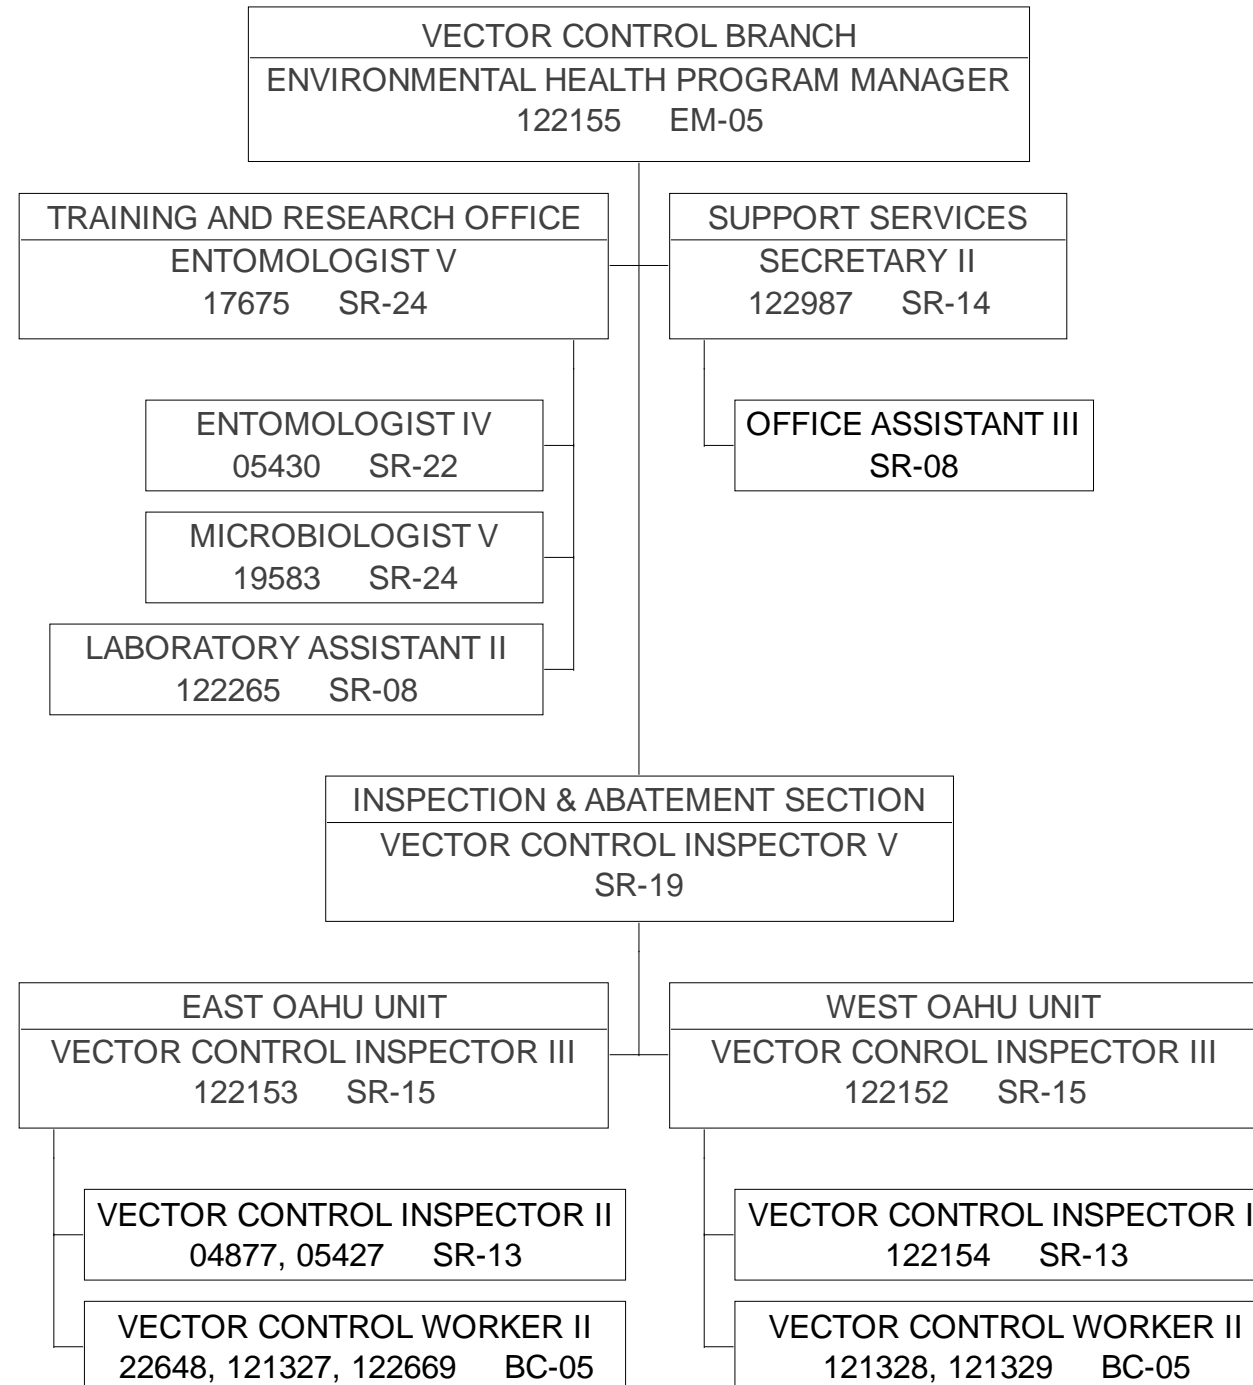 VECTOR CONTROL BRANCH
ENVIRONMENTAL HEALTH PROGRAM MANAGER
122155 EM-05
TRAINING AND RESEARCH OFFICE
ENTOMOLOGIST V
17675 SR-24
SUPPORT SERVICES
SECRETARY II
122987 SR-14
ENTOMOLOGIST IV
05430 SR-22
OFFICE ASSISTANT III
SR-08
MICROBIOLOGIST V
19583 SR-24
LABORATORY ASSISTANT II
122265 SR-08
INSPECTION & ABATEMENT SECTION
VECTOR CONTROL INSPECTOR V
SR-19
EAST OAHU UNIT
VECTOR CONTROL INSPECTOR III
122153 SR-15
WEST OAHU UNIT
VECTOR CONROL INSPECTOR III
122152 SR-15
VECTOR CONTROL INSPECTOR II
04877, 05427 SR-13
VECTOR CONTROL WORKER II
22648, 121327, 122669 BC-05
VECTOR CONTROL INSPECTOR I
122154 SR-13
VECTOR CONTROL WORKER II
121328, 121329 BC-05